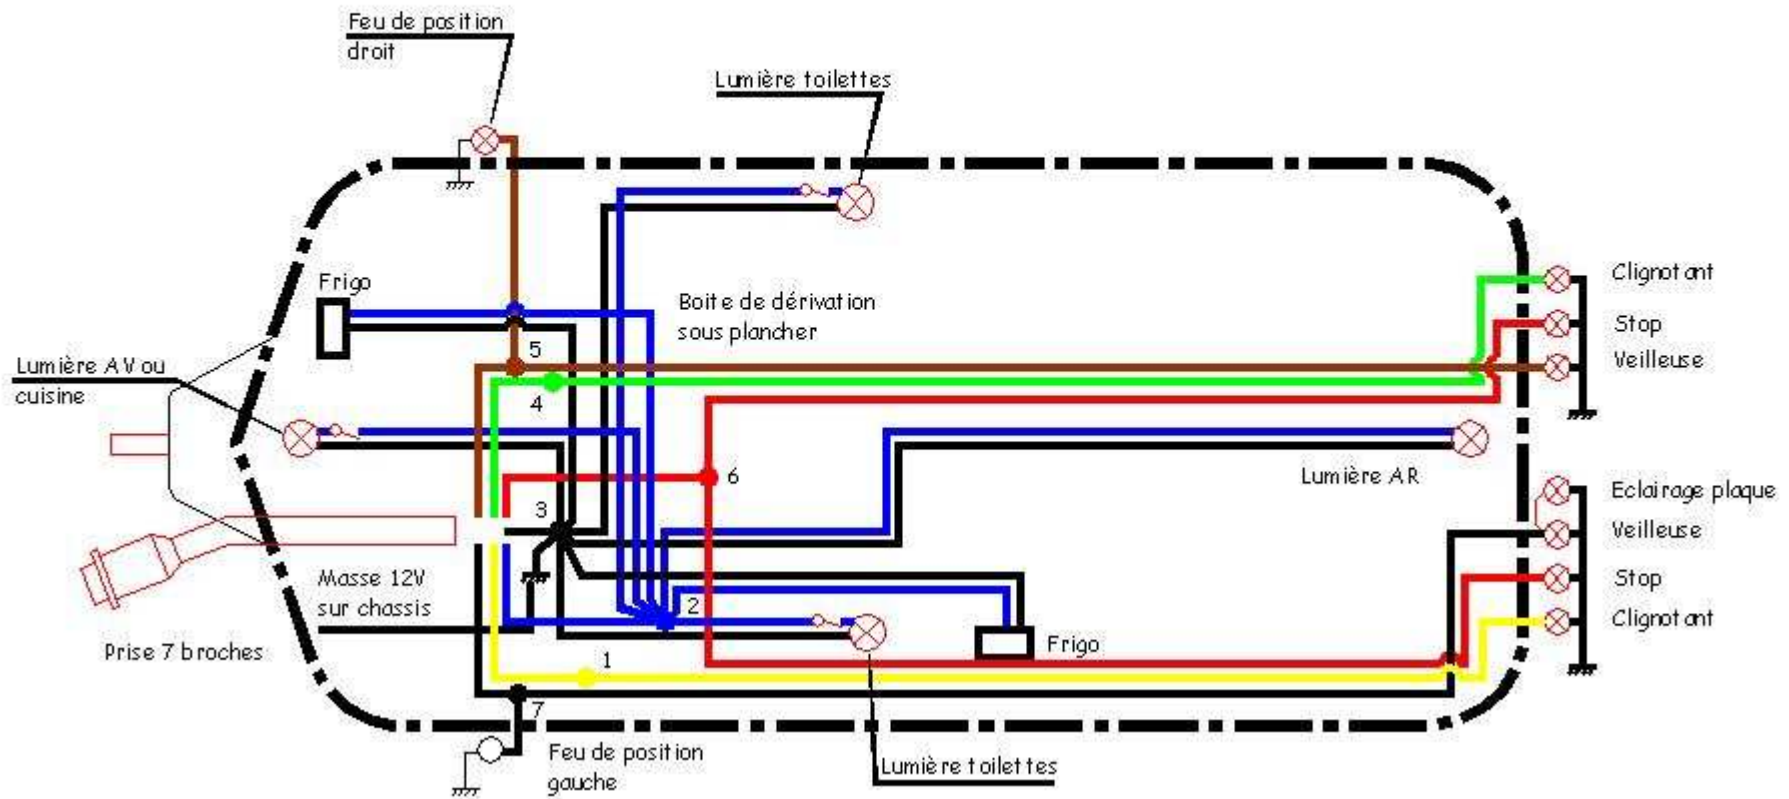 Feu de position
droit
Lumière toilettes
Frigo
Boite de dérivation
sous plancher
Clignotant
Stop
Veilleuse
5
Lumière AV ou
cuisine
4
6
Lumière AR
3
Eclairage plaque
Veilleuse
Stop
Clignotant
Masse 12V
sur chassis
2
Prise 7 broches
1
Frigo
7
Feu de position
gauche
Lumière toilettes